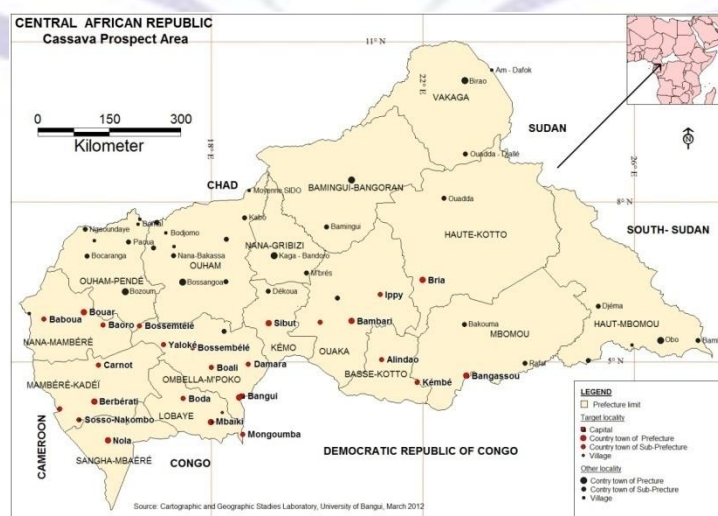 CENTRAL AFRICAN REPUBLIC
Cassava Prospect Area
11° N
22° E
Am - Dafok
Birao
VAKAGA
0 150 300
Kilometer
SUDAN
N
18° E
Ouadda - Djallé
26° E
CHAD
Moyenne SIDO
BAMINGUI-BANGORAN
8° N
Ouadda
Kabo
SOUTH- SUDAN
Ngaoundaye
Bodjomo
Bamingui
HAUTE-KOTTO
Paoua
NANA-GRIBIZI
Bocaranga
Nana-Bakassa
OUHAM
Kaga - Bandoro
OUHAM-PENDÉ
M'brés
Bossangoa
Bria
Bozoum
Dékoua
Ippy
Djéma
Bouar
HAUT-MBOMOU
Baboua
Baoro
Bossemtélé
Sibut
Bambari
Bakouma
MBOMOU
NANA-MAMBÉRÉ
Yaloké
Bossembélé
KÉMO
OUAKA
Obo
Bam
5° N
Carnot
Boali
Damara
Alindao
Rafai
OMBELLA-M'POKO
BASSE-KOTTO
Bangassou
MAMBÉRÉ-KADÉÏ
Kémbé
Berbérati
Boda
Bangui
LOBAYE
Sosso-Nakombo
Mbaïki
Mongoumba
Nola
CAMEROON
SANGHA-MBAÉRÉ
CONGO
DEMOCRATIC REPUBLIC OF CONGO
LEGIEND
Prefecture limit
Target locality
Capital
Country town of Prefecture
Country town of Sub-Prefecture
Village
Other locality
Contry town of Precture
Contry town of Sub-Precture
Village
Source: Cartographic and Geographic Stadies Laboratory, University of Bangui, March 2012